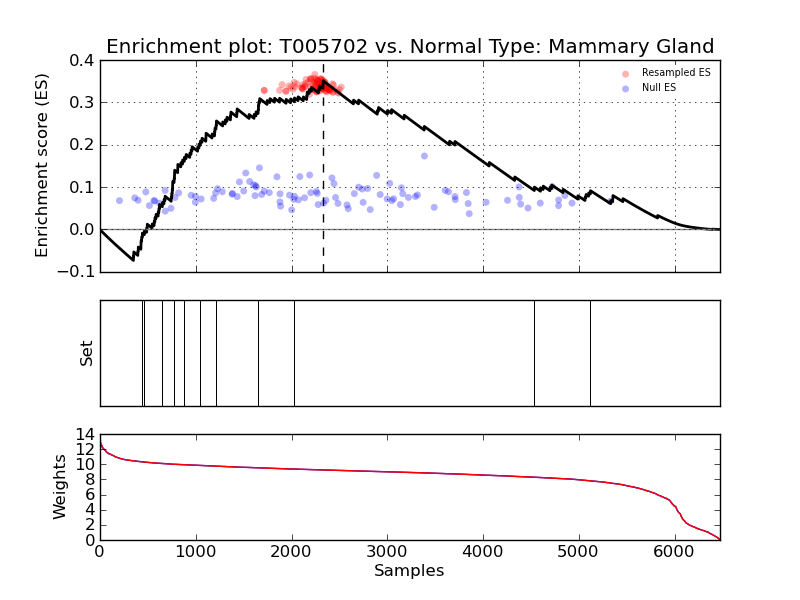 Enrichment plot: T005702 vs. Normal Type: Mammary Gland
Enrichment score (ES)
0.4
0.3
0.2
0.1
0.0
−0.1
Resampled ES
Null ES
Set
Weights
14
12
10
8
6
4
2
0
0 1000 2000 3000 4000 5000 6000
Samples